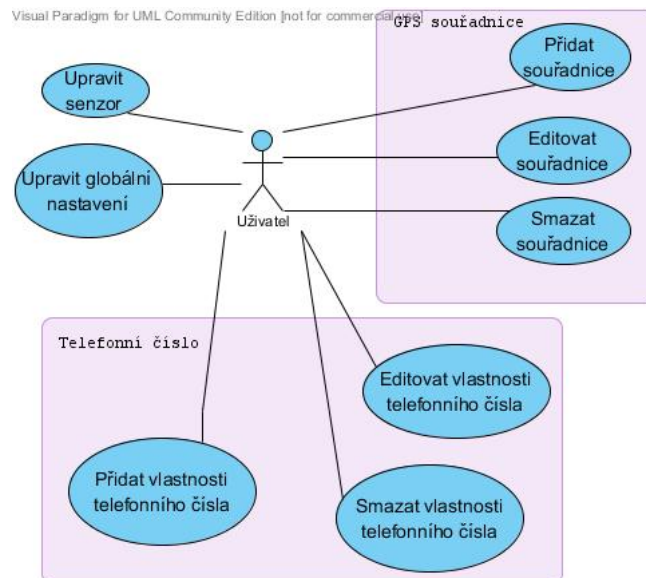 Visual Paradigm for UML Community Edition [not for commercial use]
GPS souřadnice
Přidat
souřadnice
Upravit
senzor
Editovat
souřadnice
Upravit globální
nastavení
Smazat
souřadnice
Uživatel
Telefonní číslo
Editovat vlastnosti
telefonního čísla
Přidat vlastnosti
telefonního čísla
Smazat vlastnosti
telefonního čísla